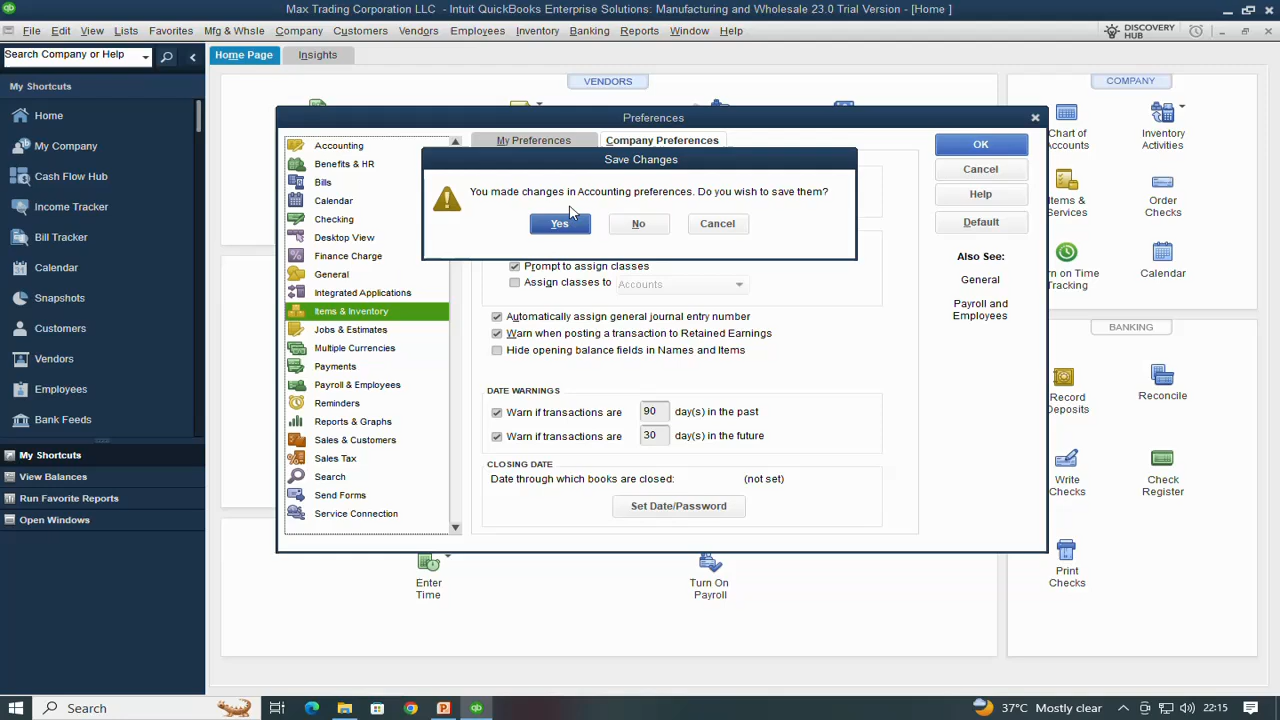 Max Trading Corporation LLC - Intuit QuickBooks Enterprise Solutions: Manufacturing and Wholesale 23.0 Trial Version - [Home ]
File Edit View Lists Favorites Mfg & Whsle Company Customers Vendors Employees Inventory Banking Reports Window Help
DISCOVERY HUB
Search Company or Help
Home Page
Insights
My Shortcuts
Home
My Company
Cash Flow Hub
Income Tracker
Bill Tracker
Calendar
Snapshots
Customers
Vendors
Employees
Bank Feeds
My Shortcuts
View Balances
Run Favorite Reports
Open Windows
VENDORS
COMPANY
Preferences
Accounting
Benefits & HR
Bills
Calendar
Checking
Desktop View
Finance Charge
General
Integrated Applications
Items & Inventory
Jobs & Estimates
Multiple Currencies
Payments
Payroll & Employees
Reminders
Reports & Graphs
Sales & Customers
Sales Tax
Search
Send Forms
Service Connection
My Preferences
Company Preferences
Save Changes
You made changes in Accounting preferences. Do you wish to save them?
Yes
No
Cancel
Prompt to assign classes
Assign classes to Accounts
Automatically assign general journal entry number
Warn when posting a transaction to Retained Earnings
Hide opening balance fields in Names and Items
DATE WARNINGS
Warn if transactions are 90 day(s) in the past
Warn if transactions are 30 day(s) in the future
CLOSING DATE
Date through which books are closed: (not set)
Set Date/Password
OK
Cancel
Help
Default
Also See:
General
Payroll and
Employees
Chart of
Accounts
Inventory
Activities
Items &
Services
Order
Checks
n on Time
Tracking
Calendar
BANKING
Record
Deposits
Reconcile
Write
Checks
Check
Register
Print
Checks
Enter
Time
Turn On
Payroll
Search
37°C Mostly clear
22:15